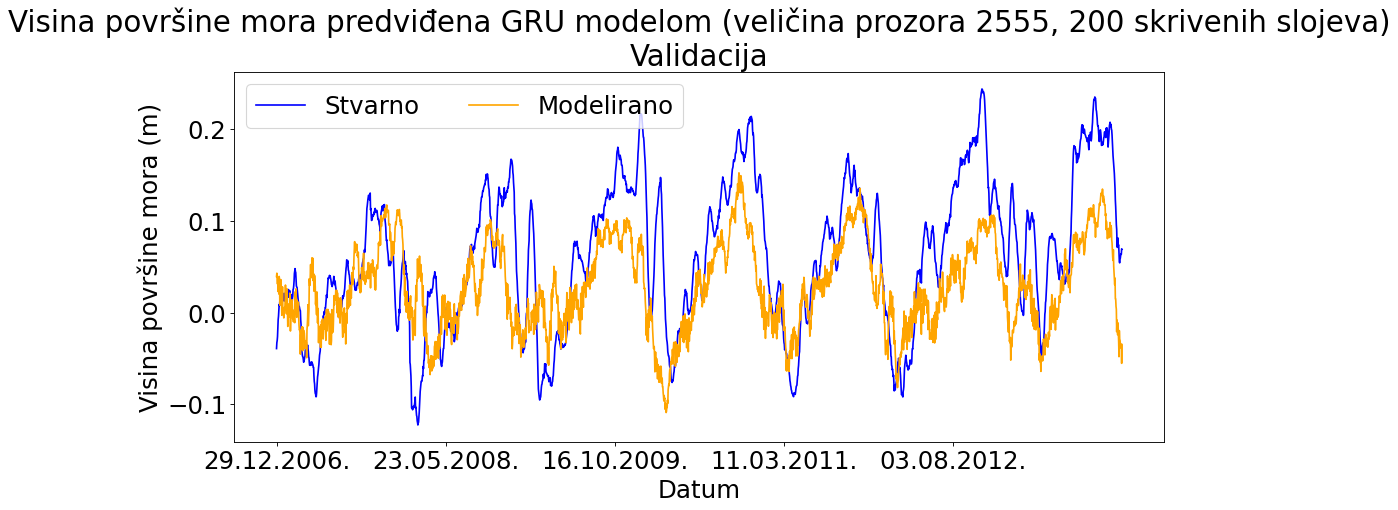 Visina površine mora predviđena GRU modelom (veličina prozora 2555, 200 skrivenih slojeva)
Validacija
Stvarno
Modelirano
Visina površine mora (m)
0.2
0.1
0.0
−0.1
29.12.2006.
23.05.2008.
16.10.2009.
11.03.2011.
03.08.2012.
Datum